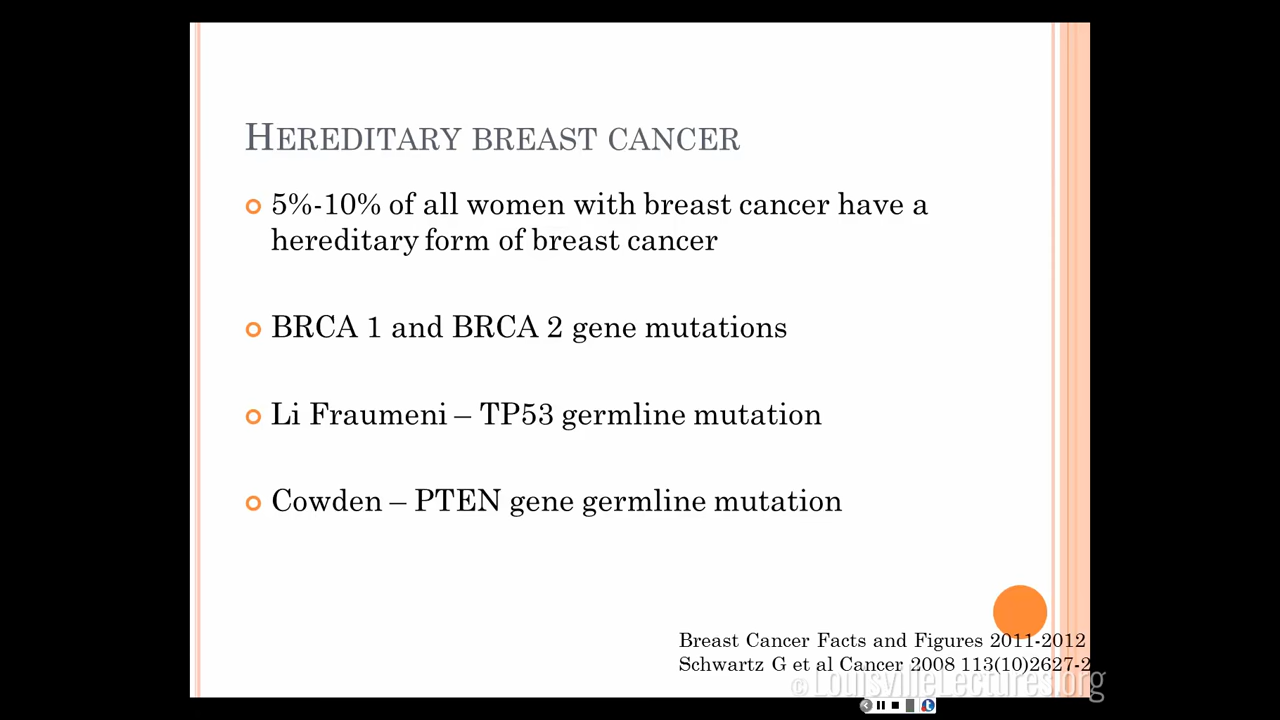 HEREDITARY BREAST CANCER
5%-10% of all women with breast cancer have a
hereditary form of breast cancer
BRCA 1 and BRCA 2 gene mutations
Li Fraumeni – TP53 germline mutation
Cowden – PTEN gene germline mutation
Breast Cancer Facts and Figures 2011-2012
Schwartz G et al Cancer 2008 113(10)2627-2
© LouisvilleLectures.org